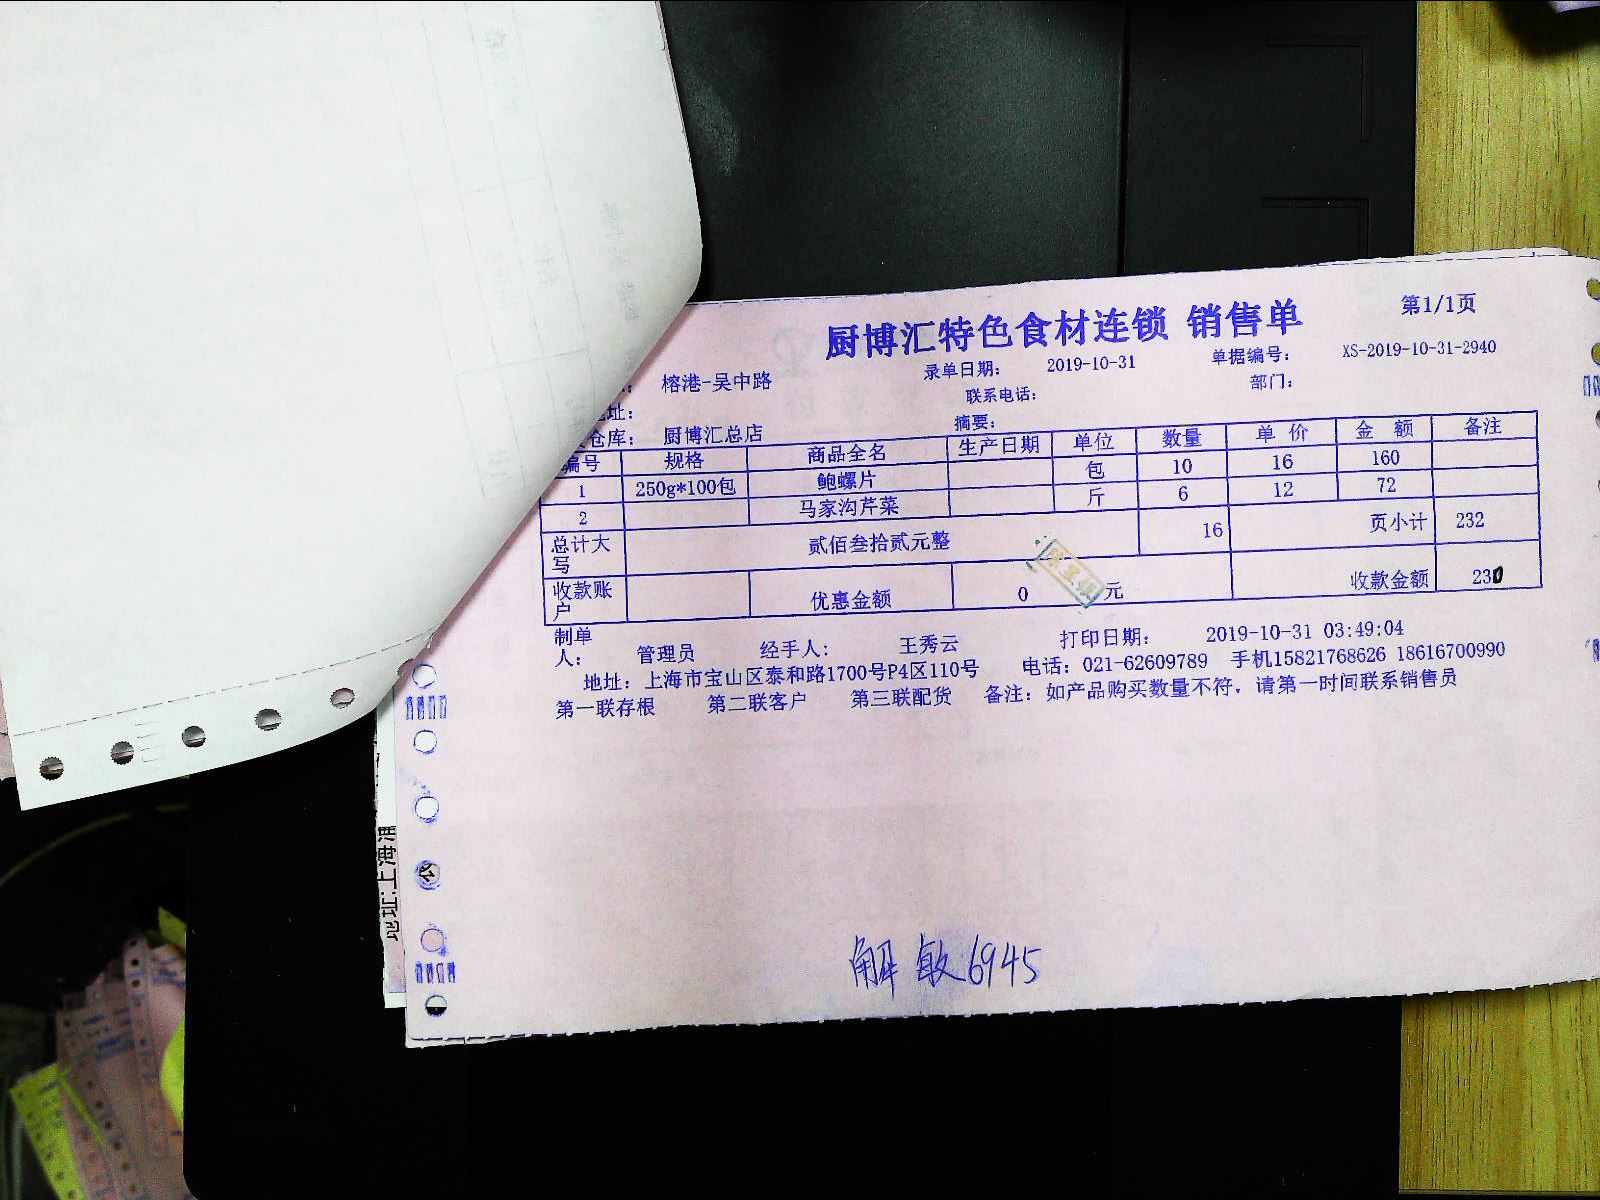 厨博汇特色食材连锁 销售单 第1/1页
榕港-吴中路 录单日期： 2019-10-31 单据编号： XS-2019-10-31-2940
址： 联系电话： 部门：
仓库： 厨博汇总店 摘要：
编号 规格 商品全名 生产日期 单位 数量 单 价 金 额 备注
1 250g*100包 鲍螺片 包 10 16 160
2 马家沟芹菜 斤 6 12 72
总计大写 贰佰叁拾贰元整 16 页小计 232
收款账户 优惠金额 0 元 收款金额 230
制单人： 管理员 经手人： 王秀云 打印日期： 2019-10-31 03:49:04
地址：上海市宝山区泰和路1700号P4区110号 电话：021-62609789 手机15821768626 18616700990
第一联存根 第二联客户 第三联配货 备注：如产品购买数量不符，请第一时间联系销售员
解敏6945